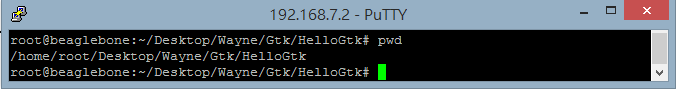 192.168.7.2 - PuTTY
root@beaglebone:~/Desktop/Wayne/Gtk/HelloGtk# pwd
/home/root/Desktop/Wayne/Gtk/HelloGtk
root@beaglebone:~/Desktop/Wayne/Gtk/HelloGtk#